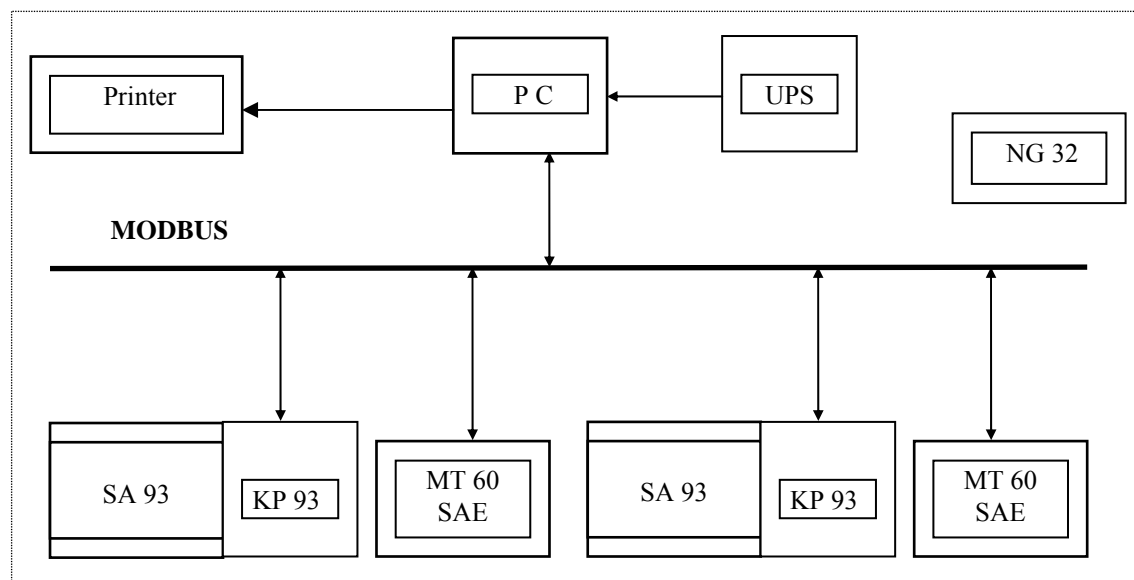 Printer
P C
UPS
NG 32
MODBUS
SA 93
KP 93
MT 60
SAE
SA 93
KP 93
MT 60
SAE